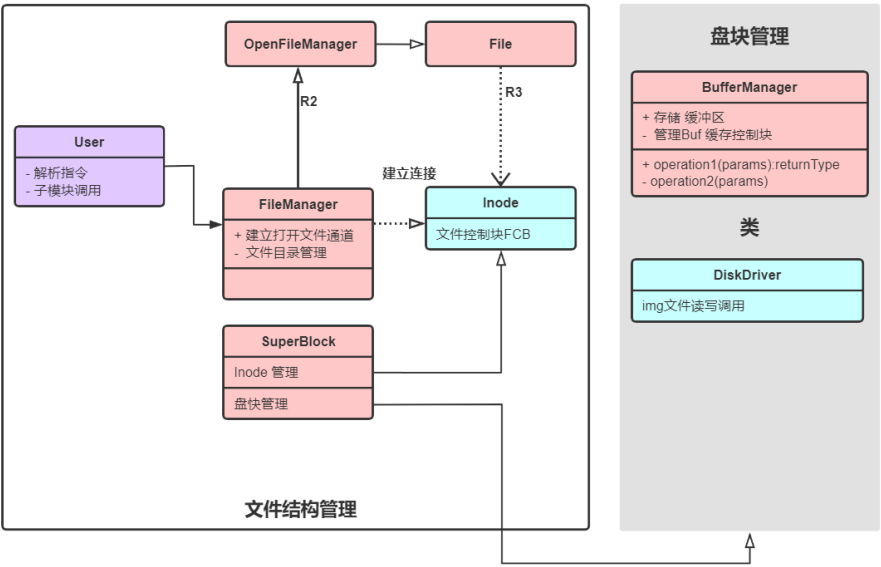 OpenFileManager
File
R2
R3
User
- 解析指令
- 子模块调用
建立连接
FileManager
+ 建立打开文件通道
- 文件目录管理
Inode
文件控制块FCB
SuperBlock
Inode 管理
盘快管理
文件结构管理
盘块管理
BufferManager
+ 存储 缓冲区
- 管理Buf 缓存控制块
+ operation1(params):returnType
- operation2(params)
类
DiskDriver
img文件读写调用